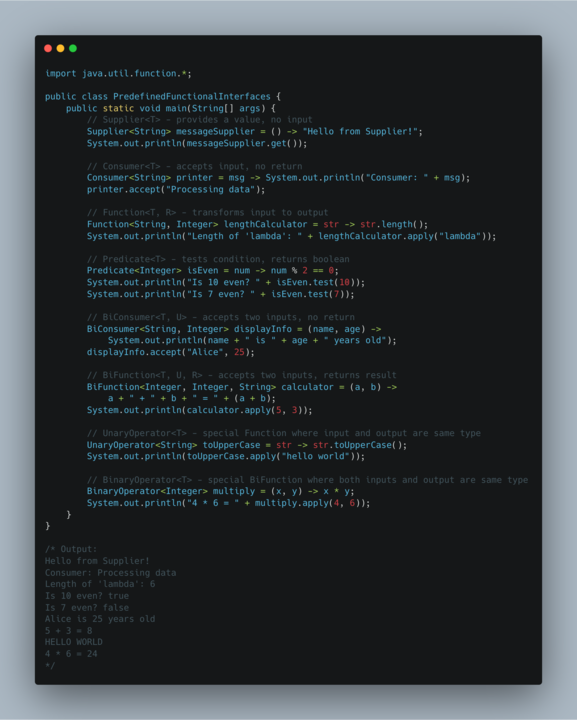 import java.util.function.*;
public class PredefinedFunctionalInterfaces {
public static void main(String[] args) {
// Supplier<T> - provides a value, no input
Supplier<String> messageSupplier = () -> "Hello from Supplier!";
System.out.println(messageSupplier.get());
// Consumer<T> - accepts input, no return
Consumer<String> printer = msg -> System.out.println("Consumer: " + msg);
printer.accept("Processing data");
// Function<T, R> - transforms input to output
Function<String, Integer> lengthCalculator = str -> str.length();
System.out.println("Length of 'lambda': " + lengthCalculator.apply("lambda"));
// Predicate<T> - tests condition, returns boolean
Predicate<Integer> isEven = num -> num % 2 == 0;
System.out.println("Is 10 even? " + isEven.test(10));
System.out.println("Is 7 even? " + isEven.test(7));
// BiConsumer<T, U> - accepts two inputs, no return
BiConsumer<String, Integer> displayInfo = (name, age) ->
System.out.println(name + " is " + age + " years old");
displayInfo.accept("Alice", 25);
// BiFunction<T, U, R> - accepts two inputs, returns result
BiFunction<Integer, Integer, String> calculator = (a, b) ->
a + " + " + b + " = " + (a + b);
System.out.println(calculator.apply(5, 3));
// UnaryOperator<T> - special Function where input and output are same type
UnaryOperator<String> toUpperCase = str -> str.toUpperCase();
System.out.println(toUpperCase.apply("hello world"));
// BinaryOperator<T> - special BiFunction where both inputs and output are same type
BinaryOperator<Integer> multiply = (x, y) -> x * y;
System.out.println("4 * 6 = " + multiply.apply(4, 6));
}
}
/* Output:
Hello from Supplier!
Consumer: Processing data
Length of 'lambda': 6
Is 10 even? true
Is 7 even? false
Alice is 25 years old
5 + 3 = 8
HELLO WORLD
4 * 6 = 24
*/